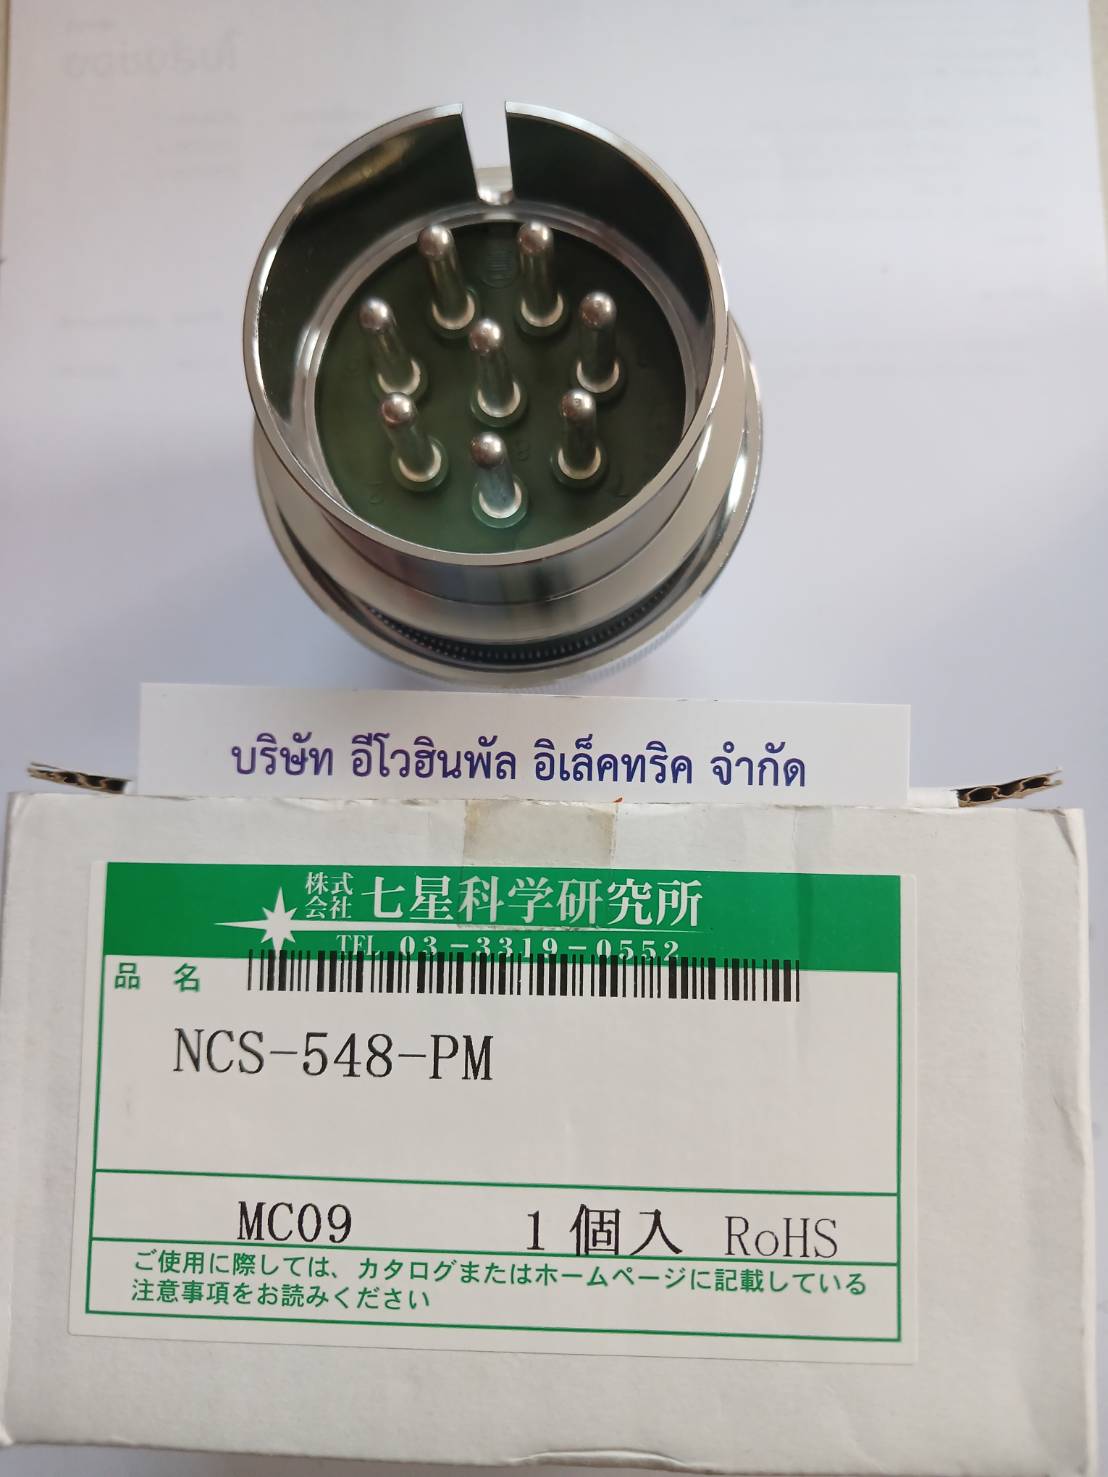 บริษัท อีโวฮินพัล อิเล็คทริค จำกัด
株式会社 七星科学研究所
TEL 03-3319-0552
品名
NCS-548-PM
MC09 1個入 RoHS
ご使用に際しては、カタログまたはホームページに記載している
注意事項をお読みください